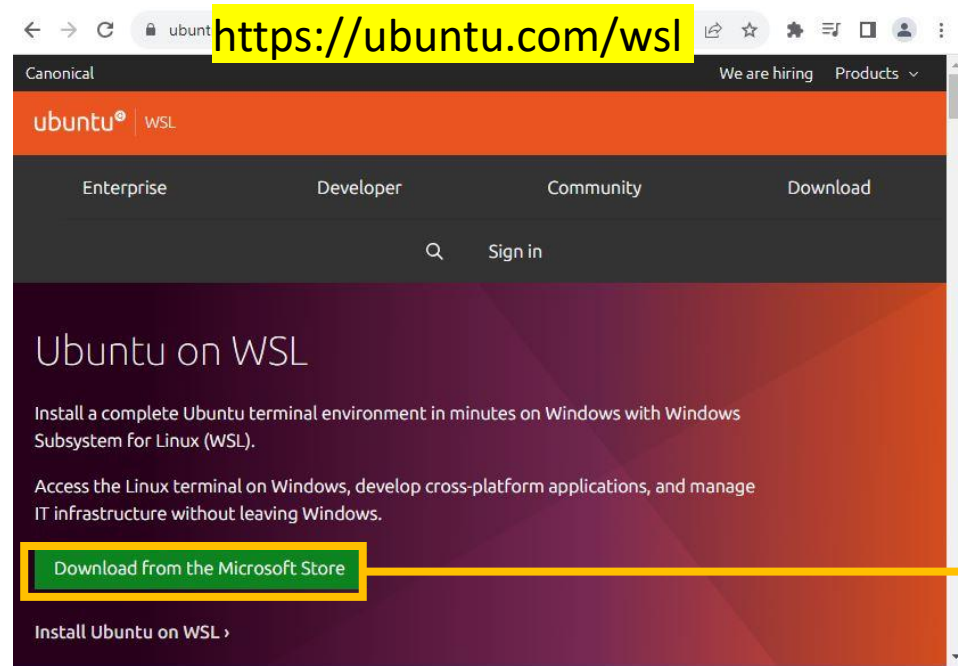 ubunt
https://ubuntu.com/wsl
Canonical
We are hiring Products
ubuntu® WSL
Enterprise Developer Community Download
Sign in
Ubuntu on WSL
Install a complete Ubuntu terminal environment in minutes on Windows with Windows
Subsystem for Linux (WSL).
Access the Linux terminal on Windows, develop cross-platform applications, and manage
IT infrastructure without leaving Windows.
Download from the Microsoft Store
Install Ubuntu on WSL ›